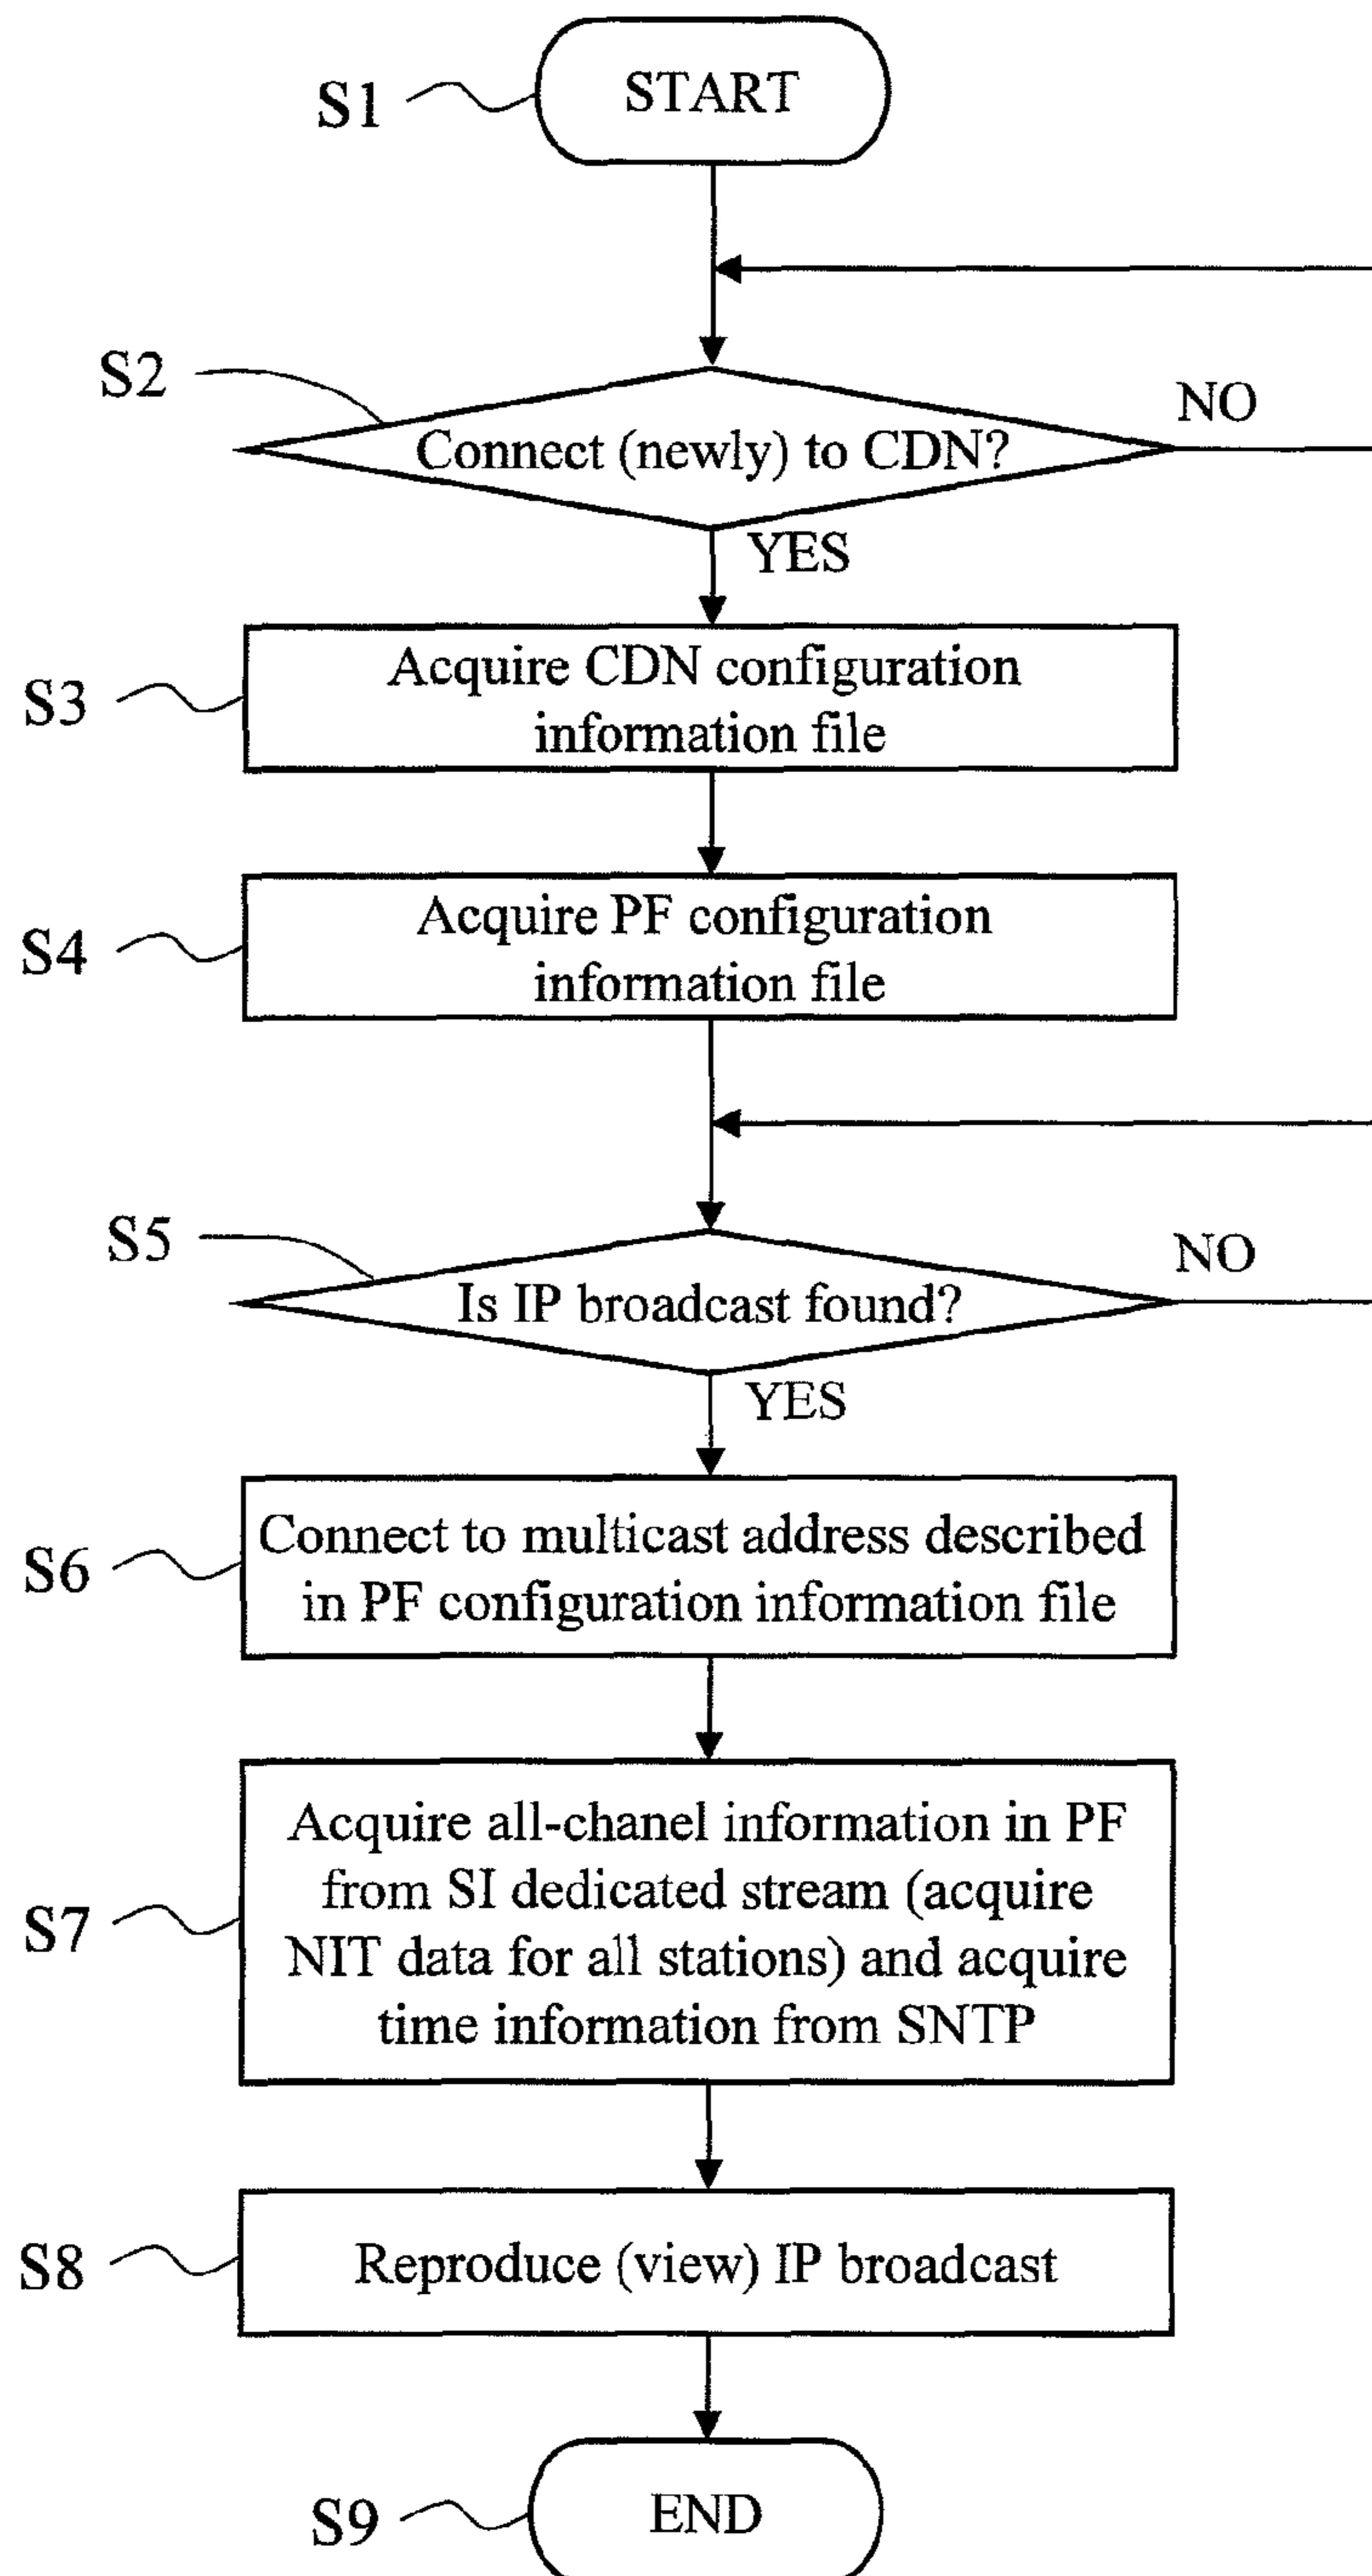 S1
START
S2
NO
Connect (newly) to CDN?
YES
S3
Acquire CDN configuration
information file
S4
Acquire PF configuration
information file
S5
NO
Is IP broadcast found?
YES
S6
Connect to multicast address described
in PF configuration information file
S7
Acquire all-chanel information in PF
from SI dedicated stream (acquire
NIT data for all stations) and acquire
time information from SNTP
S8
Reproduce (view) IP broadcast
S9
END